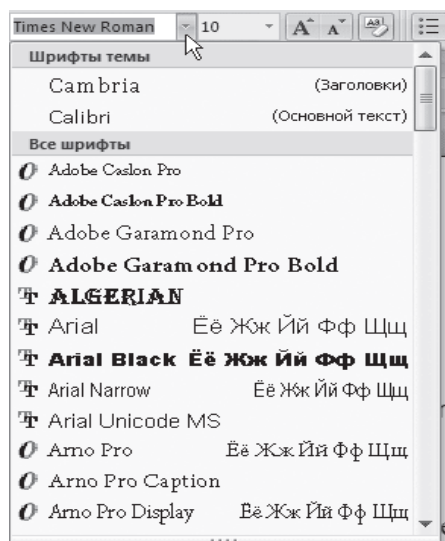 Times New Roman 10 A A Aa
Шрифты темы
Cambria (Заголовки)
Calibri (Основной текст)
Все шрифты
Adobe Caslon Pro
Adobe Caslon Pro Bold
Adobe Garamond Pro
Adobe Garamond Pro Bold
ALGERIAN
Arial Ёё Жж Йй Фф Щщ
Arial Black Ёё Жж Йй Фф Щщ
Arial Narrow Ёё Жж Йй Фф Щщ
Arial Unicode MS
Arno Pro Ёё Жж Йй Фф Щщ
Arno Pro Caption
Arno Pro Display Ёё Жж Йй Фф Щщ